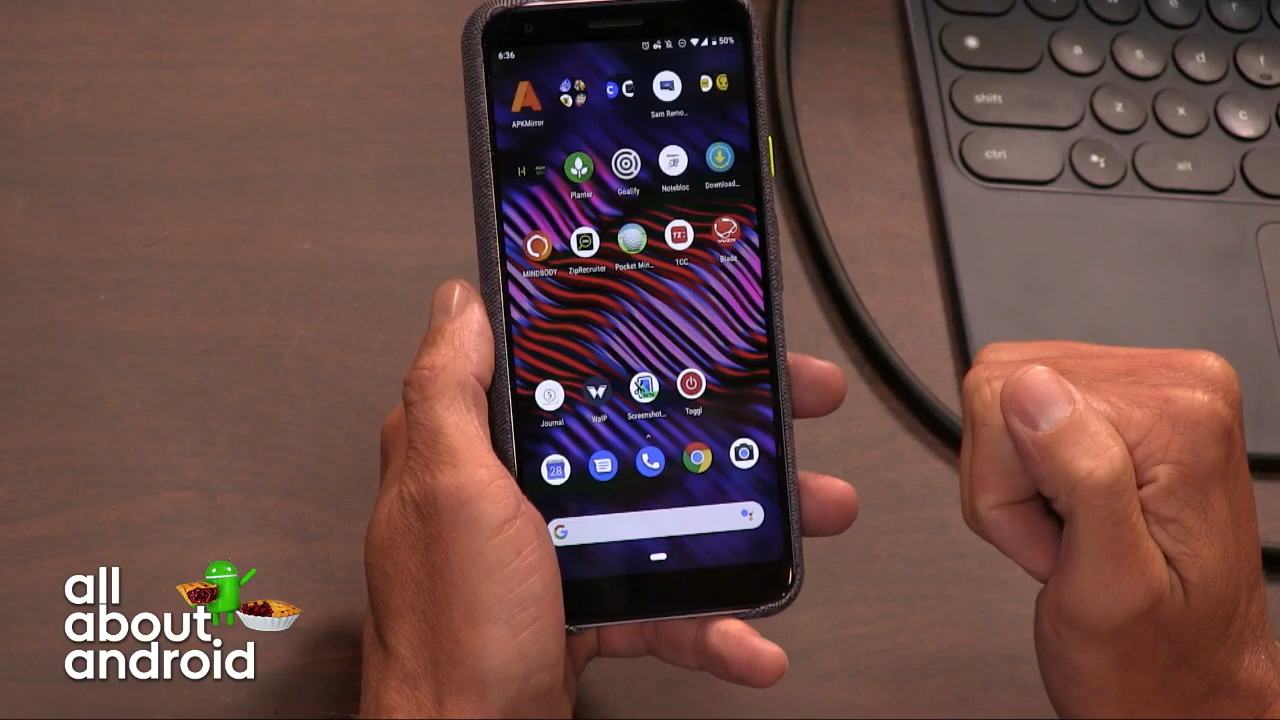 6:36
50%
APKMirror
Sam Remo...
Planter
Goalify
Notebloc
Download...
MINDBODY
ZipRecruiter
Pocket Min...
TCC
Blade
Journal
WallP
Screenshot...
Toggl
28
G
e
r
a
s
d
f
shift
z
x
c
ctrl
alt
all
about
android